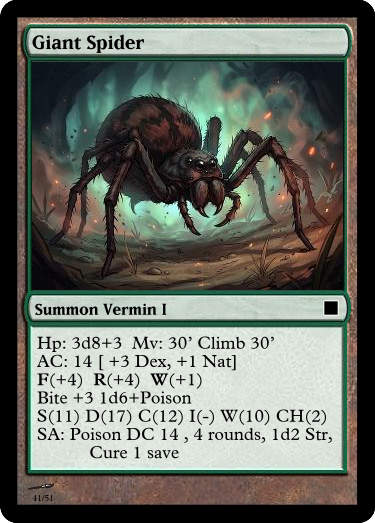 Giant Spider
Summon Vermin I
Hp: 3d8+3 Mv: 30' Climb 30'
AC: 14 [ +3 Dex, +1 Nat]
F(+4) R(+4) W(+1)
Bite +3 1d6+Poison
S(11) D(17) C(12) I(-) W(10) CH(2)
SA: Poison DC 14 , 4 rounds, 1d2 Str,
Cure 1 save
41/51